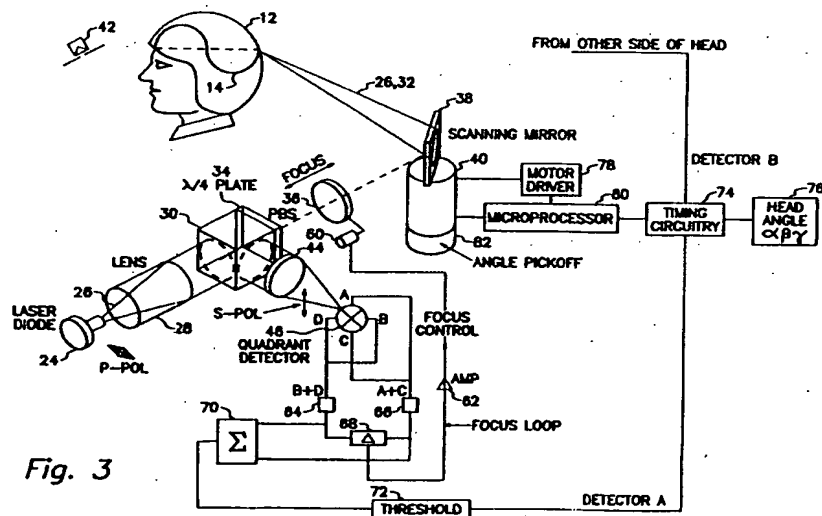 42
12
FROM OTHER SIDE OF HEAD
14
26,32
38
SCANNING MIRROR
40
DETECTOR B
34
λ/4 PLATE
FOCUS
36
MOTOR
DRIVER
78
80
74
76
30
PBS
MICROPROCESSOR
TIMING
CIRCUITRY
HEAD
ANGLE
α β γ
44
60
82
ANGLE PICKOFF
LENS
LASER
DIODE
26
28
24
P-POL
S-POL
A
D
B
C
46
QUADRANT
DETECTOR
FOCUS
CONTROL
AMP
62
B+D
A+C
64
66
70
Σ
68
FOCUS LOOP
Fig. 3
72
THRESHOLD
DETECTOR A